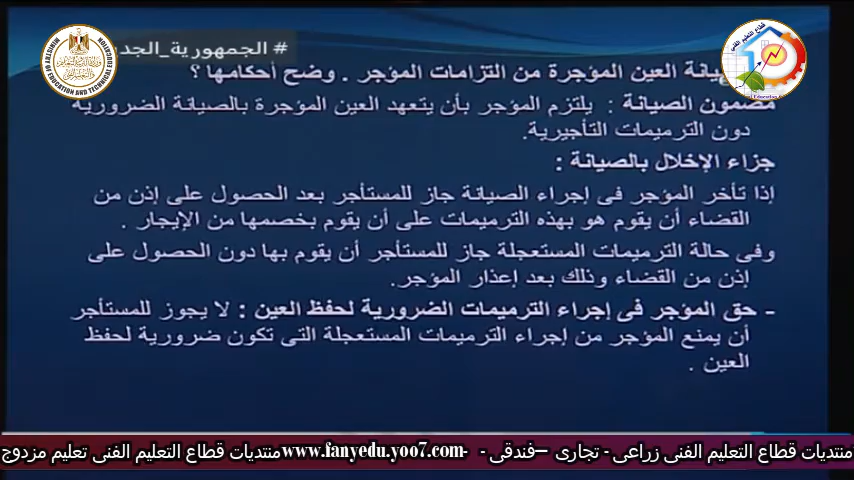 # الجمهورية_الجد
صيانة العين المؤجرة من التزامات المؤجر . وضح أحكامها ؟
مضمون الصيانة : يلتزم المؤجر بأن يتعهد العين المؤجرة بالصيانة الضرورية
دون الترميمات التأجيرية.
جزاء الإخلال بالصيانة :
إذا تأخر المؤجر فى إجراء الصيانة جاز للمستأجر بعد الحصول على إذن من
القضاء أن يقوم هو بهذه الترميمات على أن يقوم بخصمها من الإيجار .
وفى حالة الترميمات المستعجلة جاز للمستأجر أن يقوم بها دون الحصول على
إذن من القضاء وذلك بعد إعذار المؤجر.
- حق المؤجر فى إجراء الترميمات الضرورية لحفظ العين : لا يجوز للمستأجر
أن يمنع المؤجر من إجراء الترميمات المستعجلة التى تكون ضرورية لحفظ
العين .
منتديات قطاع التعليم الفنى زراعى - تجارى –فندقى - -www.fanyedu.yoo7.com منتديات قطاع التعليم الفنى تعليم مزدوج